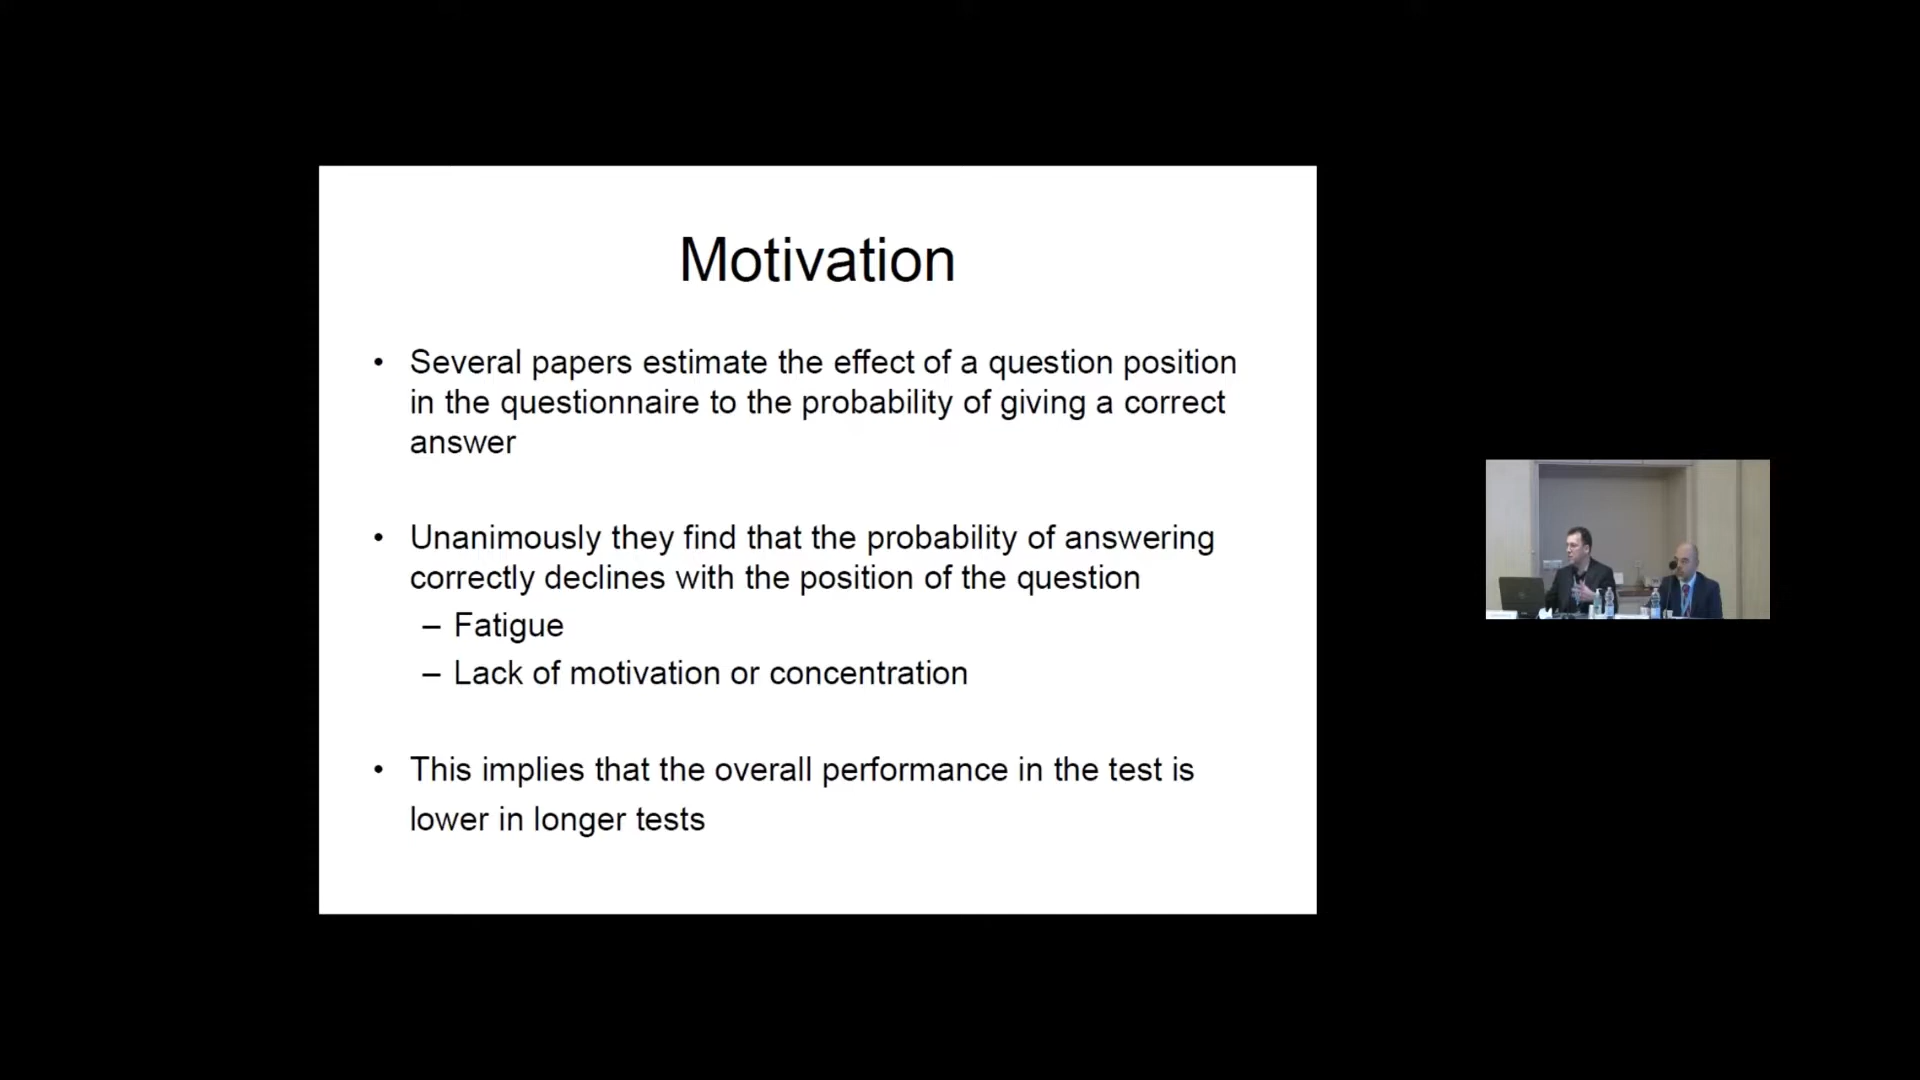 Motivation
• Several papers estimate the effect of a question position
in the questionnaire to the probability of giving a correct
answer
• Unanimously they find that the probability of answering
correctly declines with the position of the question
– Fatigue
– Lack of motivation or concentration
• This implies that the overall performance in the test is
lower in longer tests